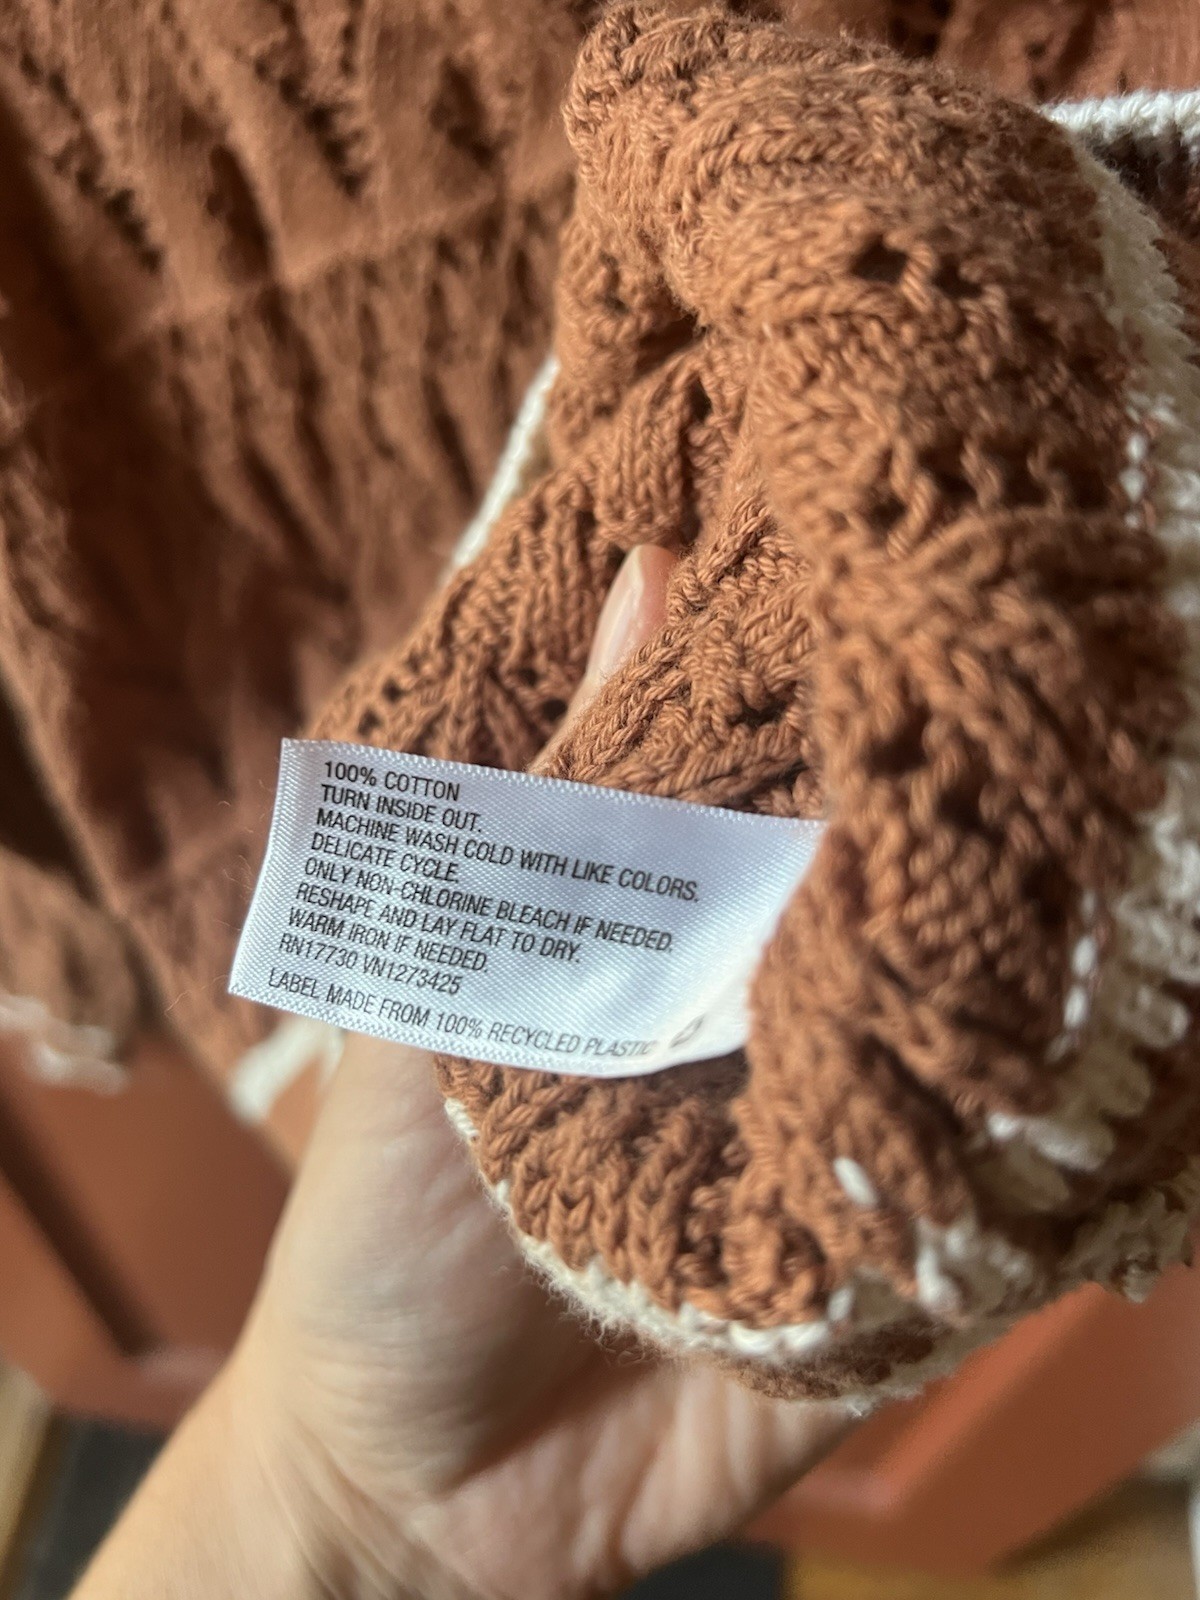 100% COTTON
TURN INSIDE OUT.
MACHINE WASH COLD WITH LIKE COLORS.
DELICATE CYCLE.
ONLY NON-CHLORINE BLEACH IF NEEDED.
RESHAPE AND LAY FLAT TO DRY.
WARM IRON IF NEEDED.
RN17730 VN1273425
LABEL MADE FROM 100% RECYCLED PLASTIC